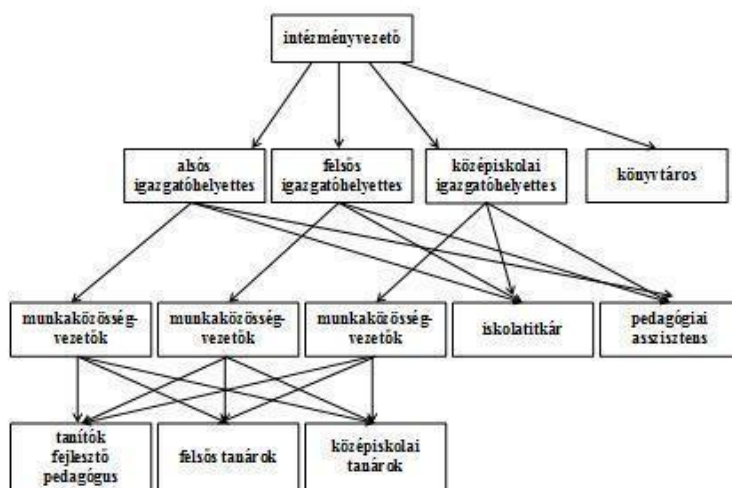 intézményvezető
alsós
igazgatóhelyettes
felsős
igazgatóhelyettes
középiskolai
igazgatóhelyettes
könyvtáros
munkaközösség-
vezetők
munkaközösség-
vezetők
munkaközösség-
vezetők
iskolatitkár
pedagógiai
asszisztens
tanítók
fejlesztő
pedagógus
felsős tanárok
középiskolai
tanárok